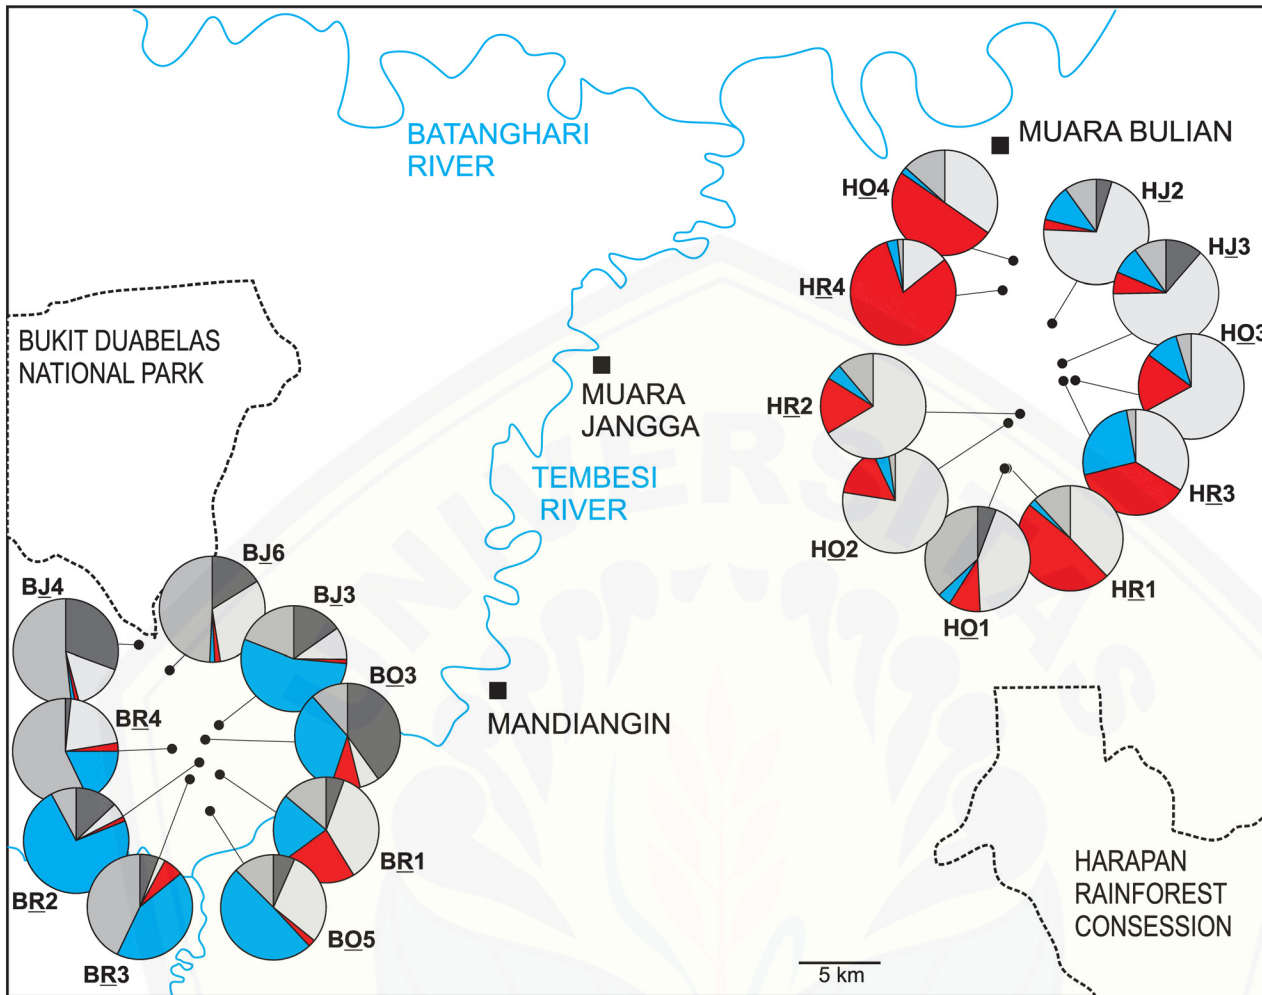 BATANGHARI
RIVER
MUARA BULIAN
HO4
HJ2
HJ3
HR4
HO3
BUKIT DUABELAS
NATIONAL PARK
MUARA
JANGGA
HR2
TEMBESI
RIVER
HR3
HO2
HR1
HO1
BJ6
BJ4
BJ3
BO3
BR4
MANDIANGIN
BR1
BR2
BO5
BR3
HARAPAN
RAINFOREST
CONSESSION
5 km
UNIVERSITAS